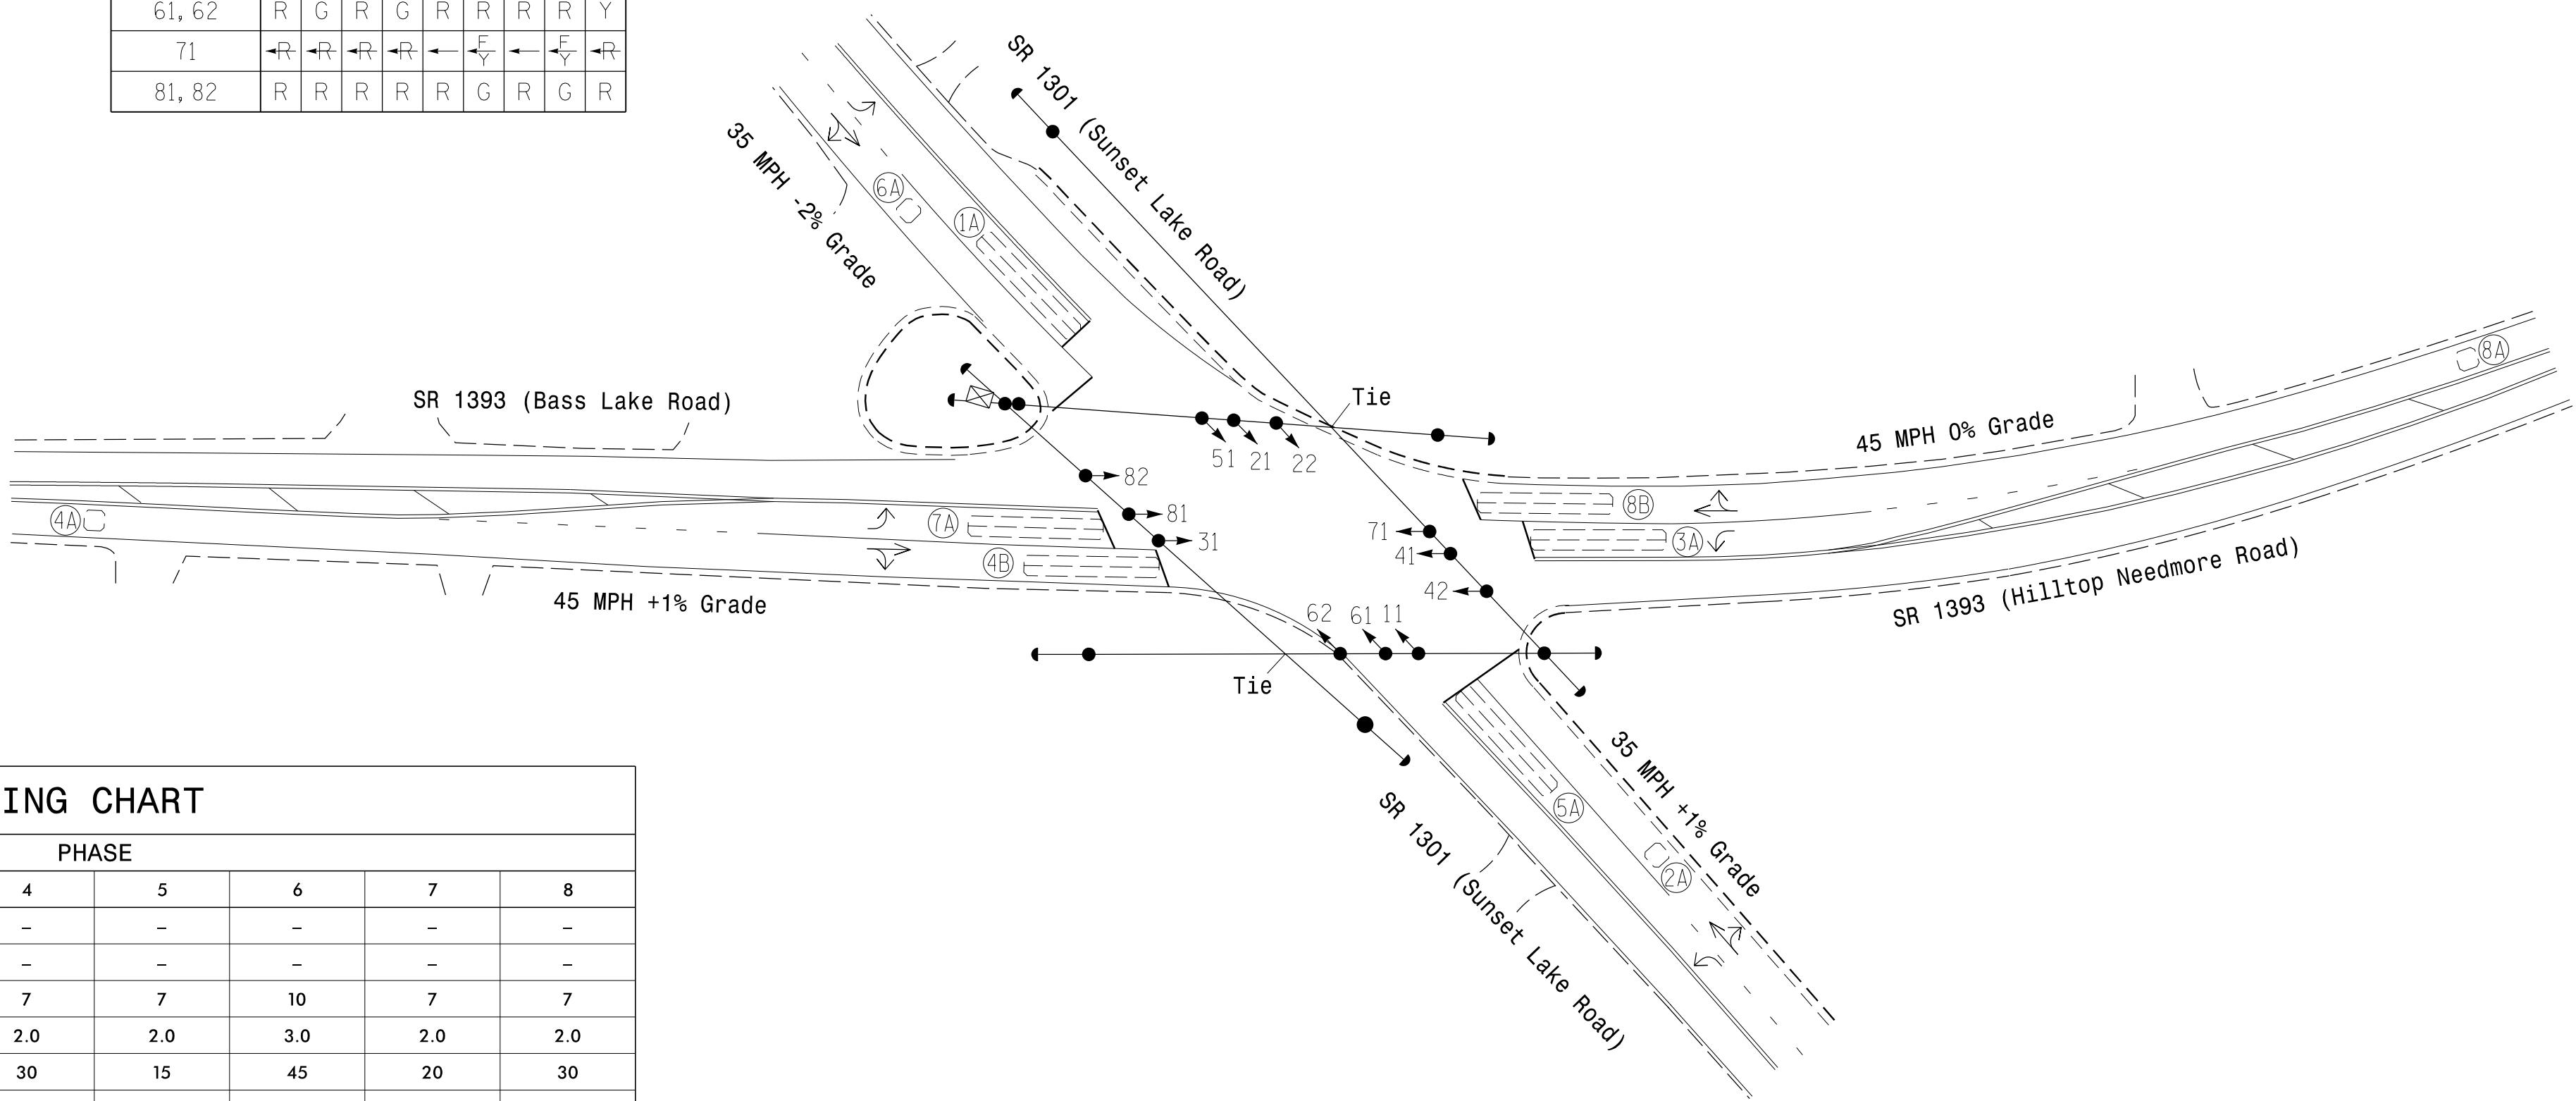 61, 62 R G R G R R R R Y
71 R R R R F Y F Y R
81, 82 R R R R R G R G R
SR 1301 (Sunset Lake Road)
35 MPH -2% Grade
6A
1A
SR 1393 (Bass Lake Road)
Tie
51 21 22
45 MPH 0% Grade
8A
82
81
31
4A
7A
4B
8B
3A
71
41
42
45 MPH +1% Grade
62 61 11
SR 1393 (Hilltop Needmore Road)
Tie
35 MPH +1% Grade
5A
2A
SR 1301 (Sunset Lake Road)
ING CHART
PHASE
4 5 6 7 8
- - - - -
- - - - -
7 7 10 7 7
2.0 2.0 3.0 2.0 2.0
30 15 45 20 30